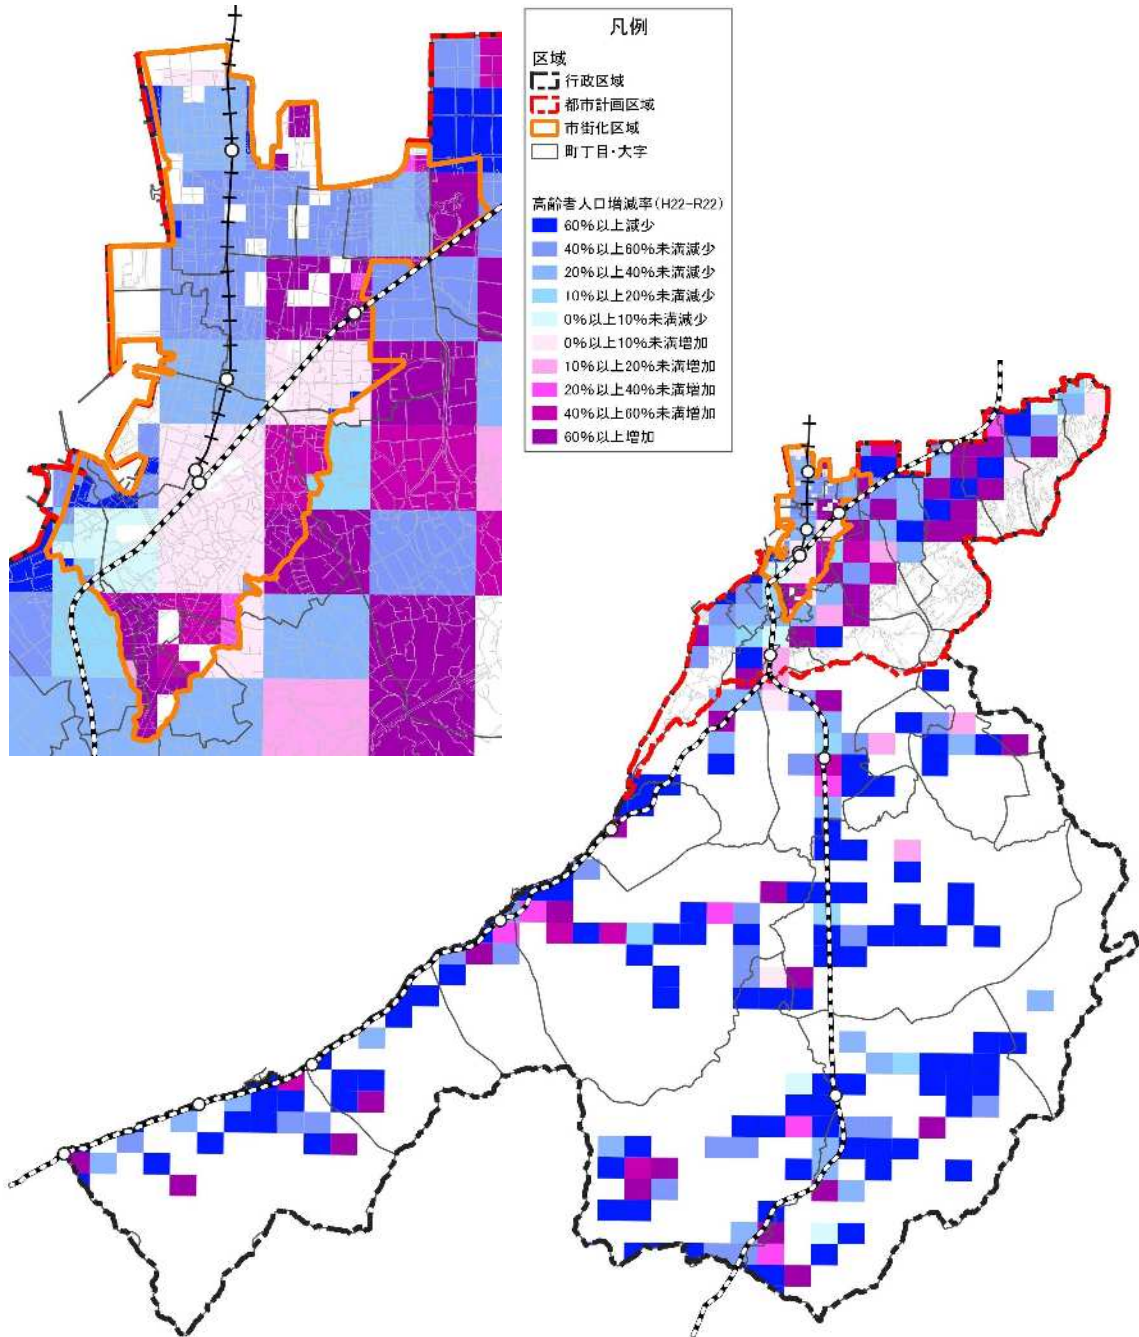 凡例
区域
行政区域
都市計画区域
市街化区域
町丁目・大字
高齢者人口増減率(H22-R22)
60%以上減少
40%以上60%未満減少
20%以上40%未満減少
10%以上20%未満減少
0%以上10%未満減少
0%以上10%未満増加
10%以上20%未満増加
20%以上40%未満増加
40%以上60%未満増加
60%以上増加